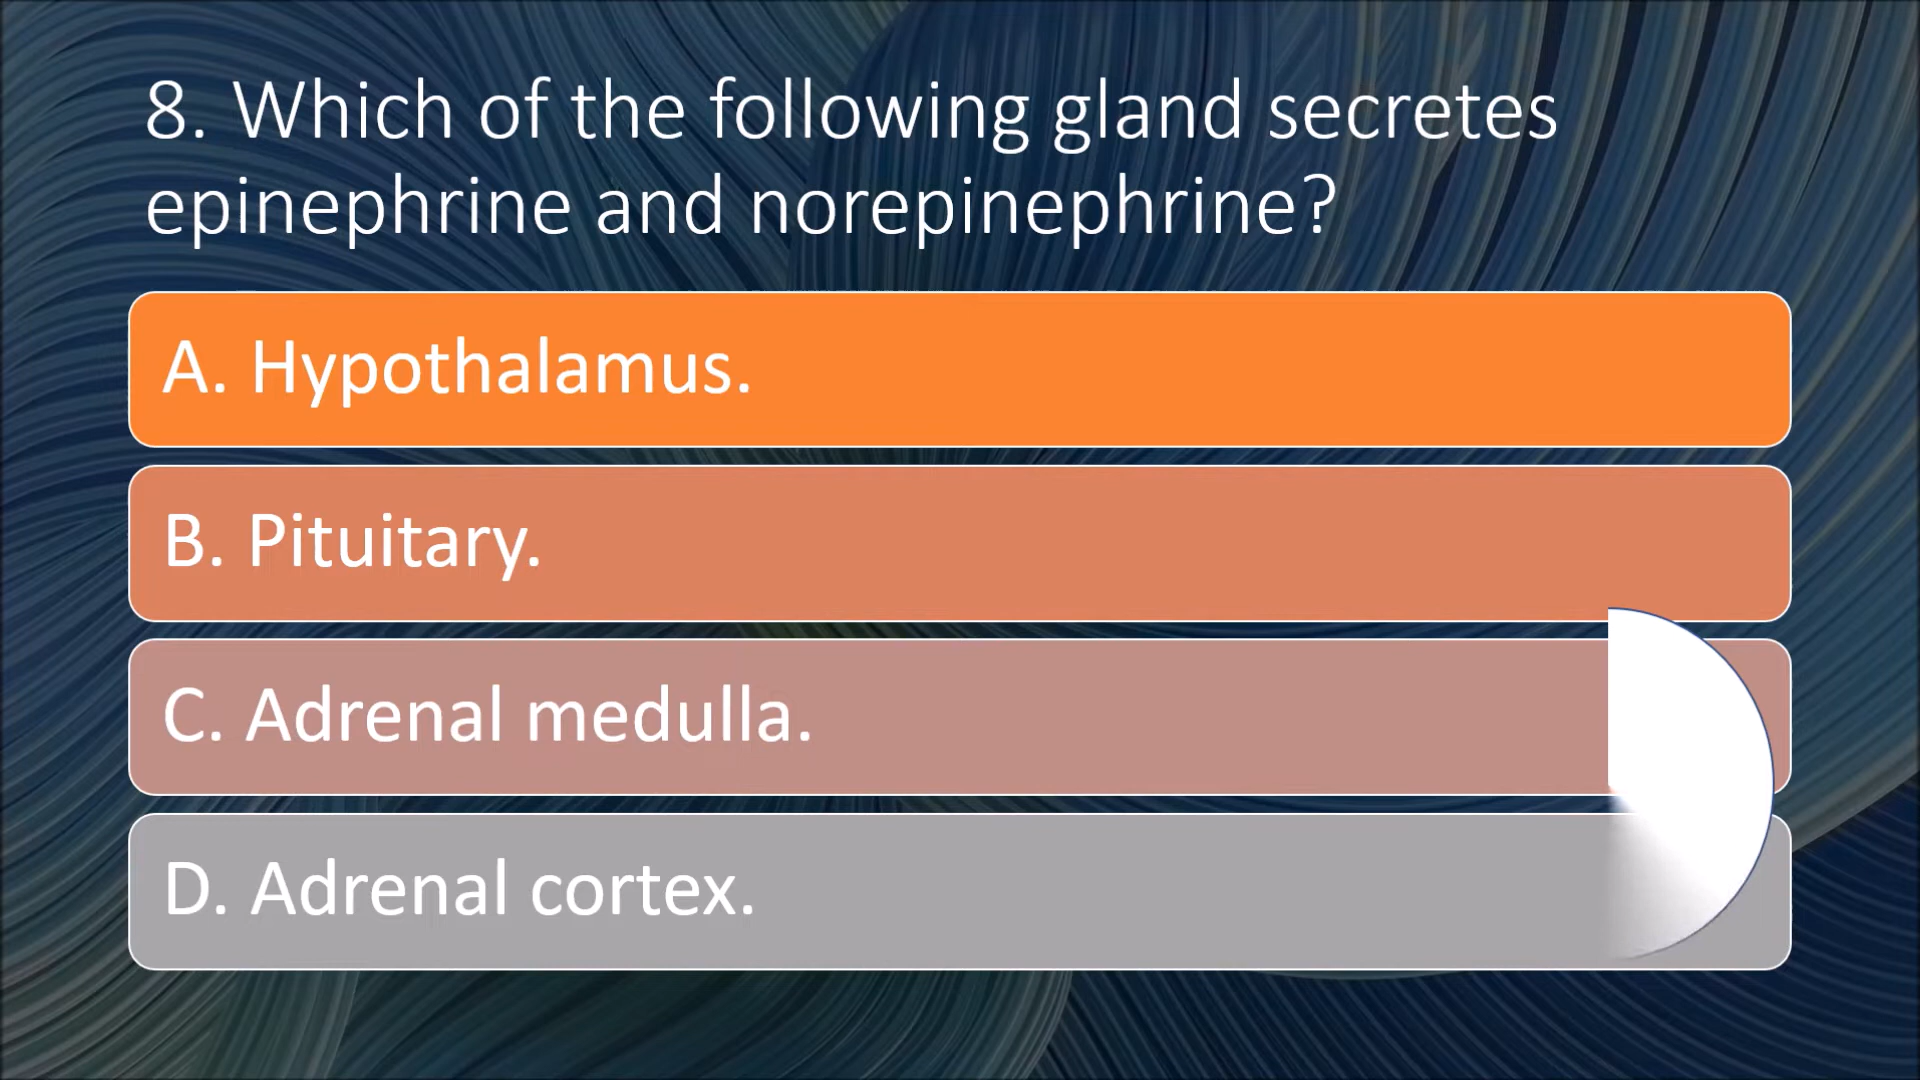 8. Which of the following gland secretes
epinephrine and norepinephrine?
A. Hypothalamus.
B. Pituitary.
C. Adrenal medulla.
D. Adrenal cortex.